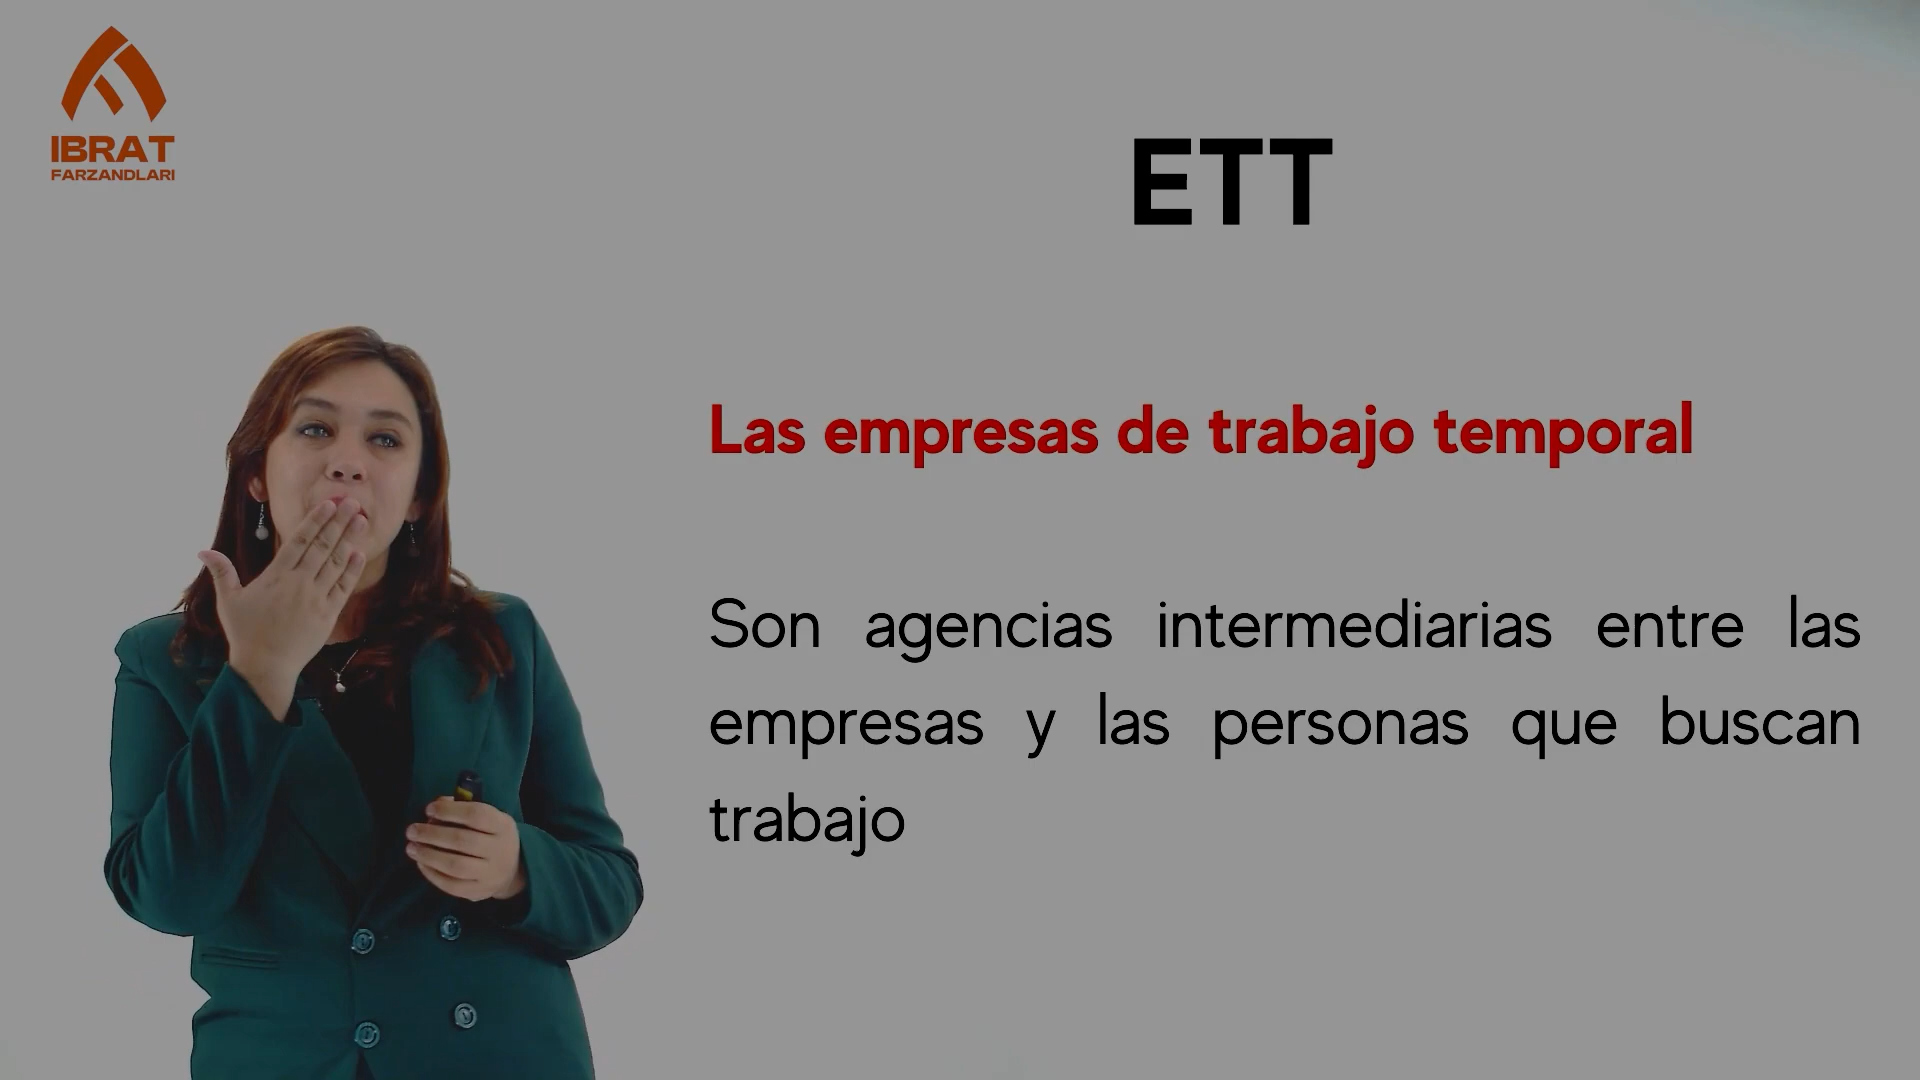 IBRAT
FARZANDLARI
ETT
Las empresas de trabajo temporal
Son agencias intermediarias entre las
empresas y las personas que buscan
trabajo